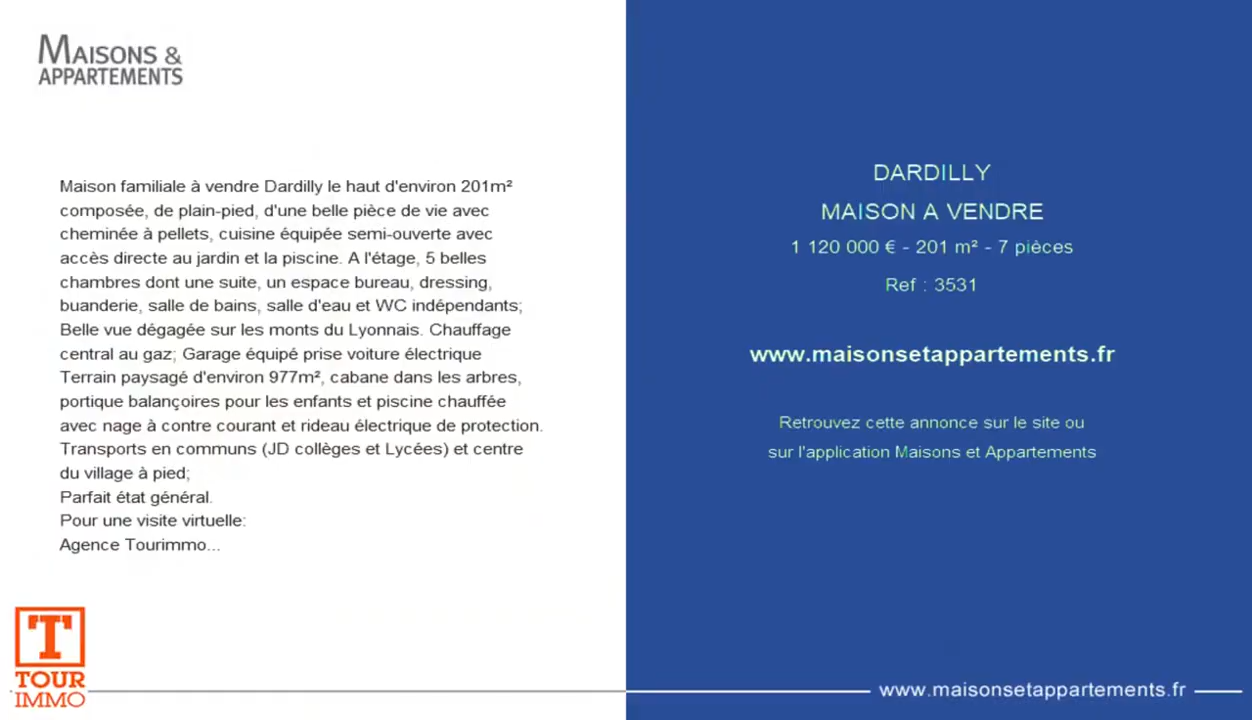 MAISONS &
APPARTEMENTS
Maison familiale à vendre Dardilly le haut d'environ 201m²
composée, de plain-pied, d'une belle pièce de vie avec
cheminée à pellets, cuisine équipée semi-ouverte avec
accès directe au jardin et la piscine. A l'étage, 5 belles
chambres dont une suite, un espace bureau, dressing,
buanderie, salle de bains, salle d'eau et WC indépendants;
Belle vue dégagée sur les monts du Lyonnais. Chauffage
central au gaz; Garage équipé prise voiture électrique
Terrain paysagé d'environ 977m², cabane dans les arbres,
portique balançoires pour les enfants et piscine chauffée
avec nage à contre courant et rideau électrique de protection.
Transports en communs (JD collèges et Lycées) et centre
du village à pied;
Parfait état général.
Pour une visite virtuelle:
Agence Tourimmo...
T
TOUR
IMMO
DARDILLY
MAISON A VENDRE
1 120 000 € - 201 m² - 7 pièces
Ref : 3531
www.maisonsetappartements.fr
Retrouvez cette annonce sur le site ou
sur l'application Maisons et Appartements
www.maisonsetappartements.fr